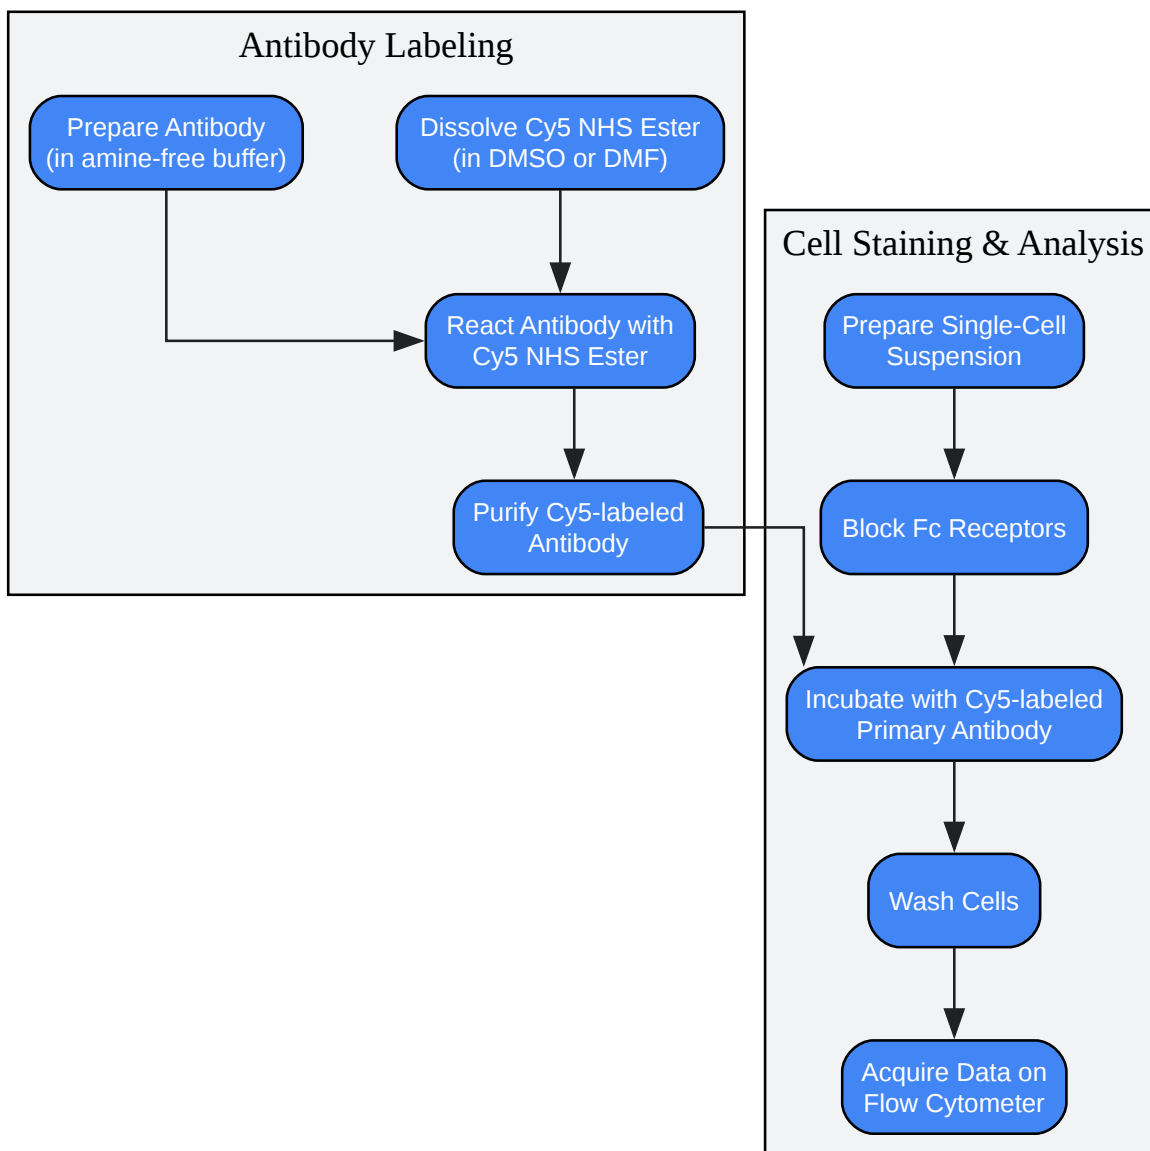 Antibody Labeling
Prepare Antibody
(in amine-free buffer)
Dissolve Cy5 NHS Ester
(in DMSO or DMF)
React Antibody with
Cy5 NHS Ester
Purify Cy5-labeled
Antibody
Cell Staining & Analysis
Prepare Single-Cell
Suspension
Block Fc Receptors
Incubate with Cy5-labeled
Primary Antibody
Wash Cells
Acquire Data on
Flow Cytometer